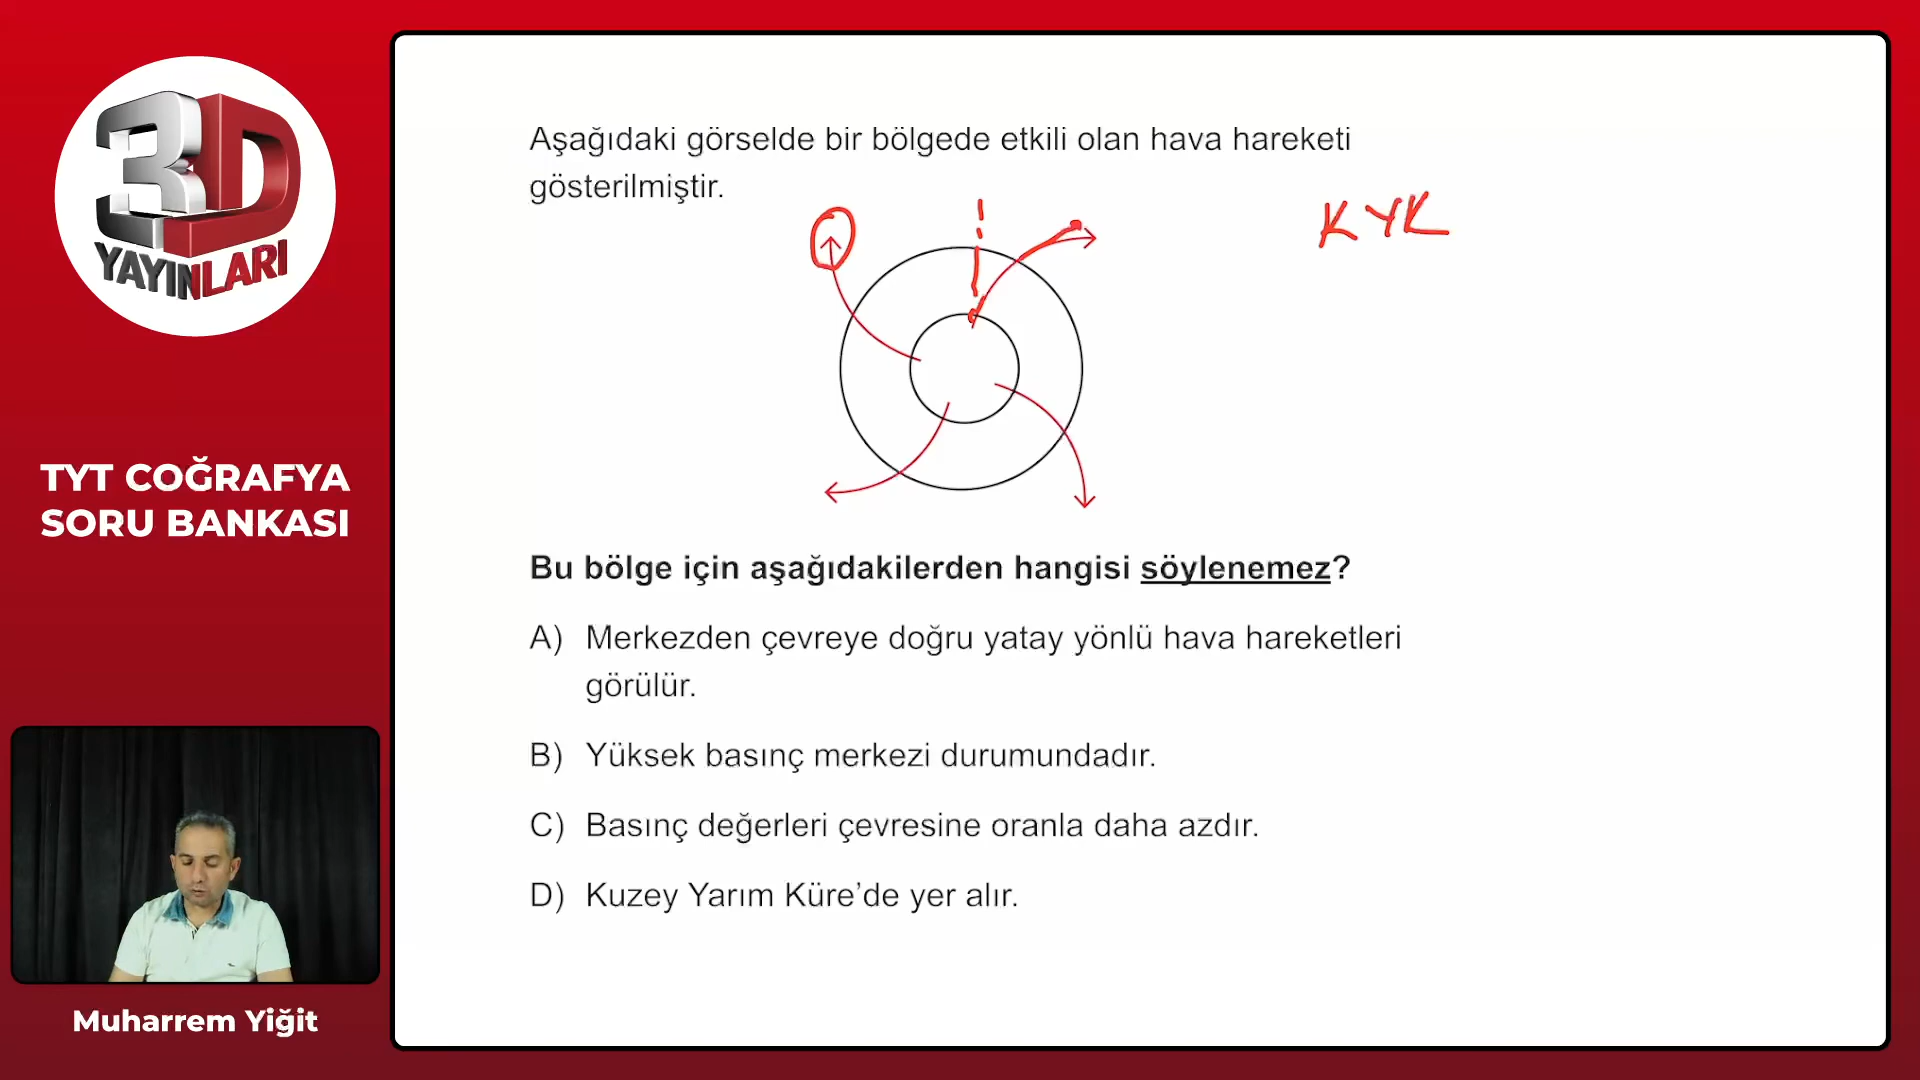 3D
YAYINLARI
TYT COĞRAFYA
SORU BANKASI
Muharrem Yiğit
Aşağıdaki görselde bir bölgede etkili olan hava hareketi
gösterilmiştir.
KYK
Bu bölge için aşağıdakilerden hangisi söylenemez?
A) Merkezden çevreye doğru yatay yönlü hava hareketleri
görülür.
B) Yüksek basınç merkezi durumundadır.
C) Basınç değerleri çevresine oranla daha azdır.
D) Kuzey Yarım Küre’de yer alır.